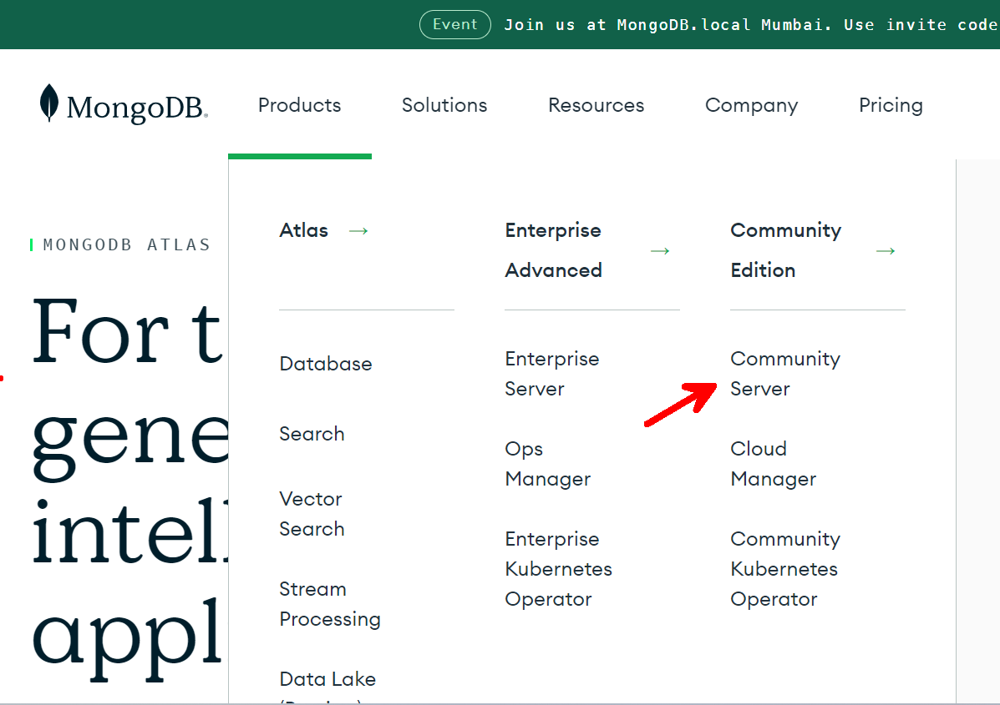 Event Join us at MongoDB.local Mumbai. Use invite code
MongoDB®
Products Solutions Resources Company Pricing
MONGODB ATLAS
For t
gene
intell
appl
Atlas →
Database
Search
Vector
Search
Stream
Processing
Data Lake
Enterprise
Advanced →
Enterprise
Server
Ops
Manager
Enterprise
Kubernetes
Operator
Community
Edition →
Community
Server
Cloud
Manager
Community
Kubernetes
Operator